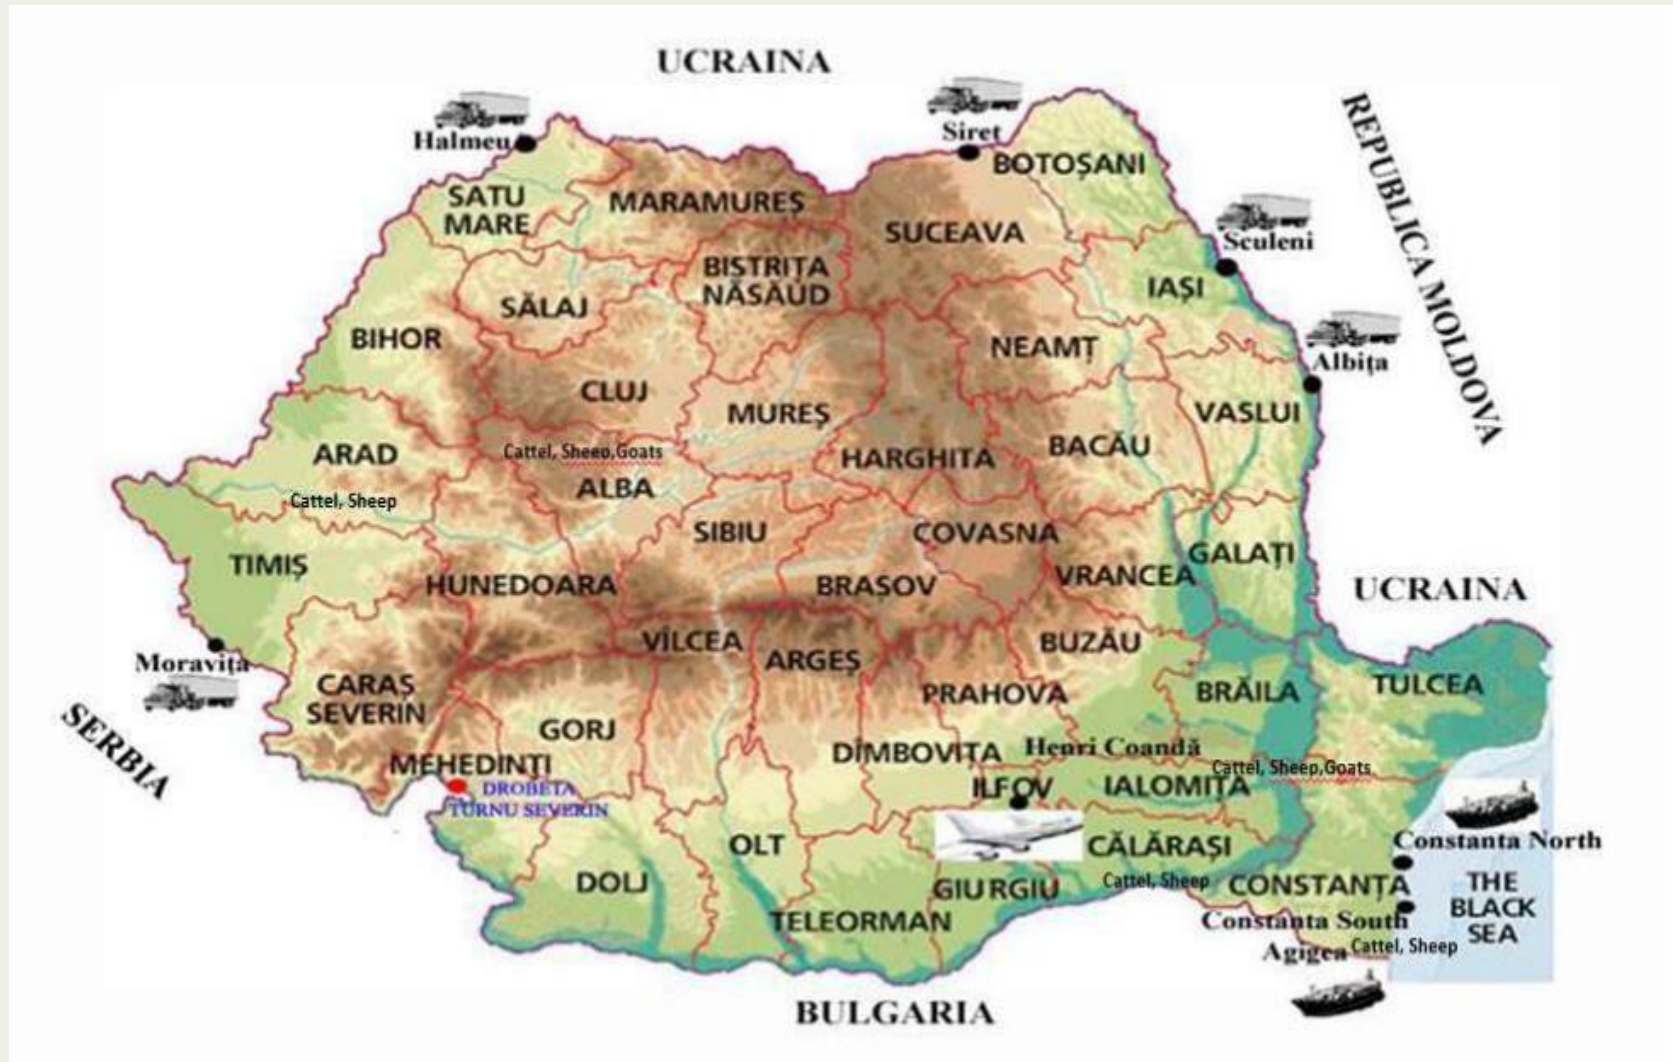 UCRAINA
Halmeu
Siret
BOTOȘANI
REPUBLICA MOLDOVA
SATU
MARE
MARAMUREȘ
SUCEAVA
Sculeni
BISTRIȚA
NĂSĂUD
IAȘI
SĂLAJ
BIHOR
NEAMȚ
Albița
CLUJ
MUREȘ
VASLUI
ARAD
Cattel, Sheep,Goats
HARGHITA
BACĂU
ALBA
Cattel, Sheep
SIBIU
COVASNA
GALAȚI
TIMIȘ
HUNEDOARA
BRASOV
VRANCEA
UCRAINA
Moravița
VÎLCEA
ARGEȘ
BUZĂU
CARAS
SEVERIN
PRAHOVA
BRĂILA
TULCEA
SERBIA
GORJ
MEHEDINȚI
DÎMBOVIȚA
Henri Coandă
Cattel, Sheep,Goats
DROBETA
TURNU SEVERIN
ILFOV
IALOMIȚA
OLT
CĂLĂRAȘI
Constanta North
DOLJ
GIURGIU
Cattel, Sheep
CONSTANȚA
THE
BLACK
SEA
TELEORMAN
Constanta South
Agigea
Cattel, Sheep
BULGARIA